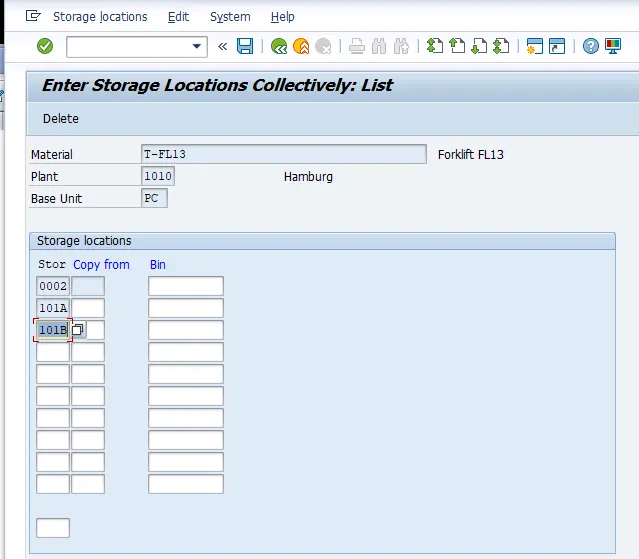 Storage locations Edit System Help
Enter Storage Locations Collectively: List
Delete
Material T-FL13 Forklift FL13
Plant 1010 Hamburg
Base Unit PC
Storage locations
Stor Copy from Bin
0002
101A
101B